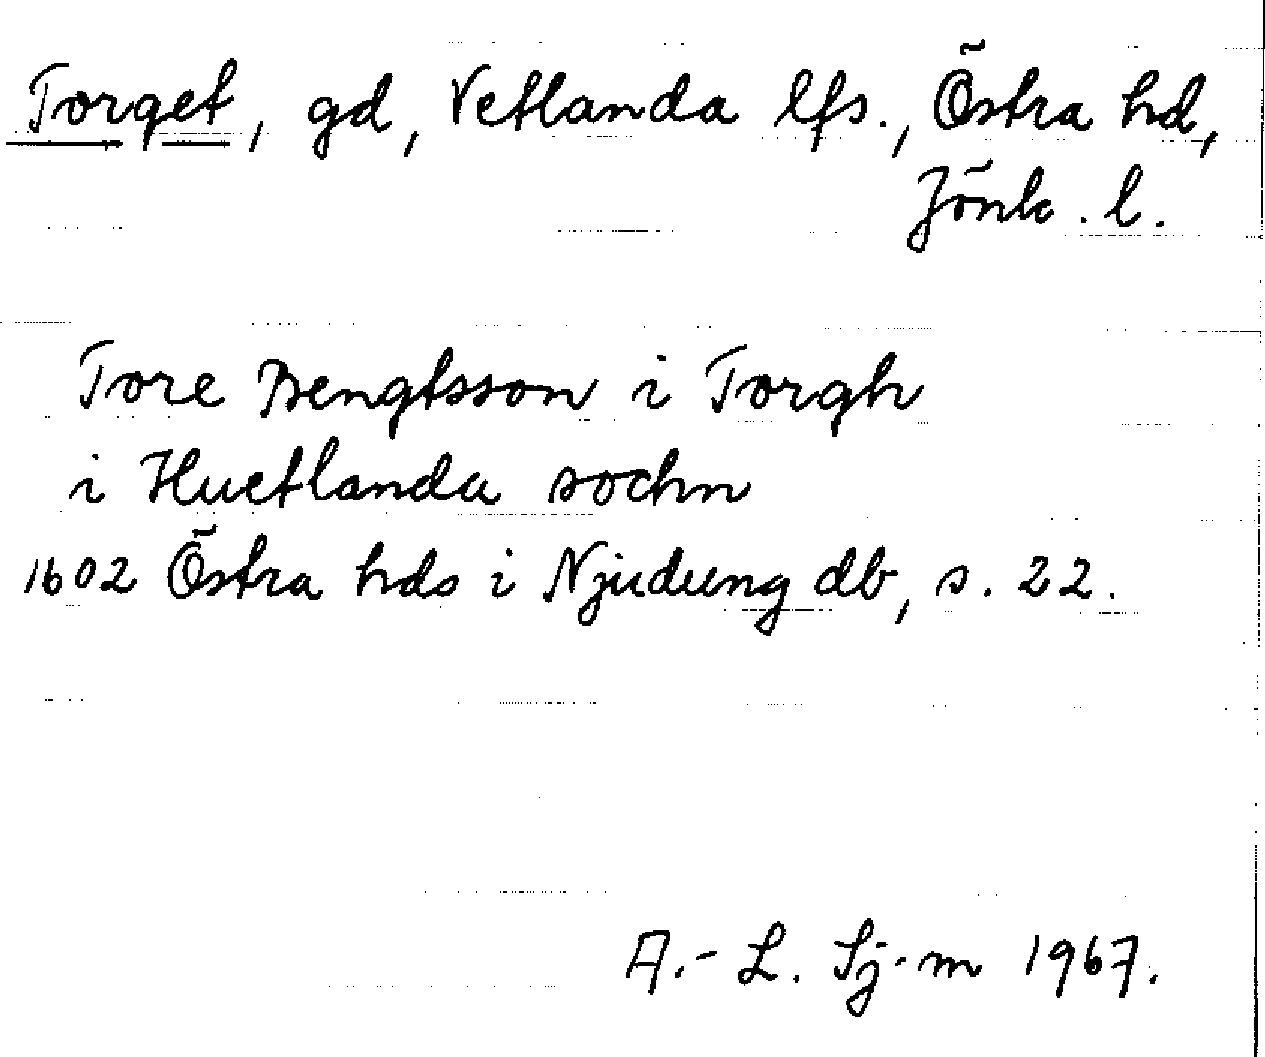 Torget, gd, Vetlanda lfs., Östra hd,
Jönk. l.
Tore Bengtsson i Torgh
i Huetlanda sochn
1602 Östra hds i Njudung db, s. 22.
A.-L. Sj-m 1967.